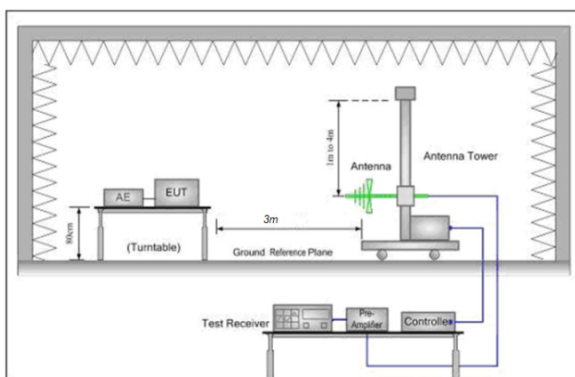 1m to 4m
Antenna
Antenna Tower
AE
EUT
80cm
(Turntable)
3m
Ground Reference Plane
Test Receiver
Pre-
Amplifier
Controller